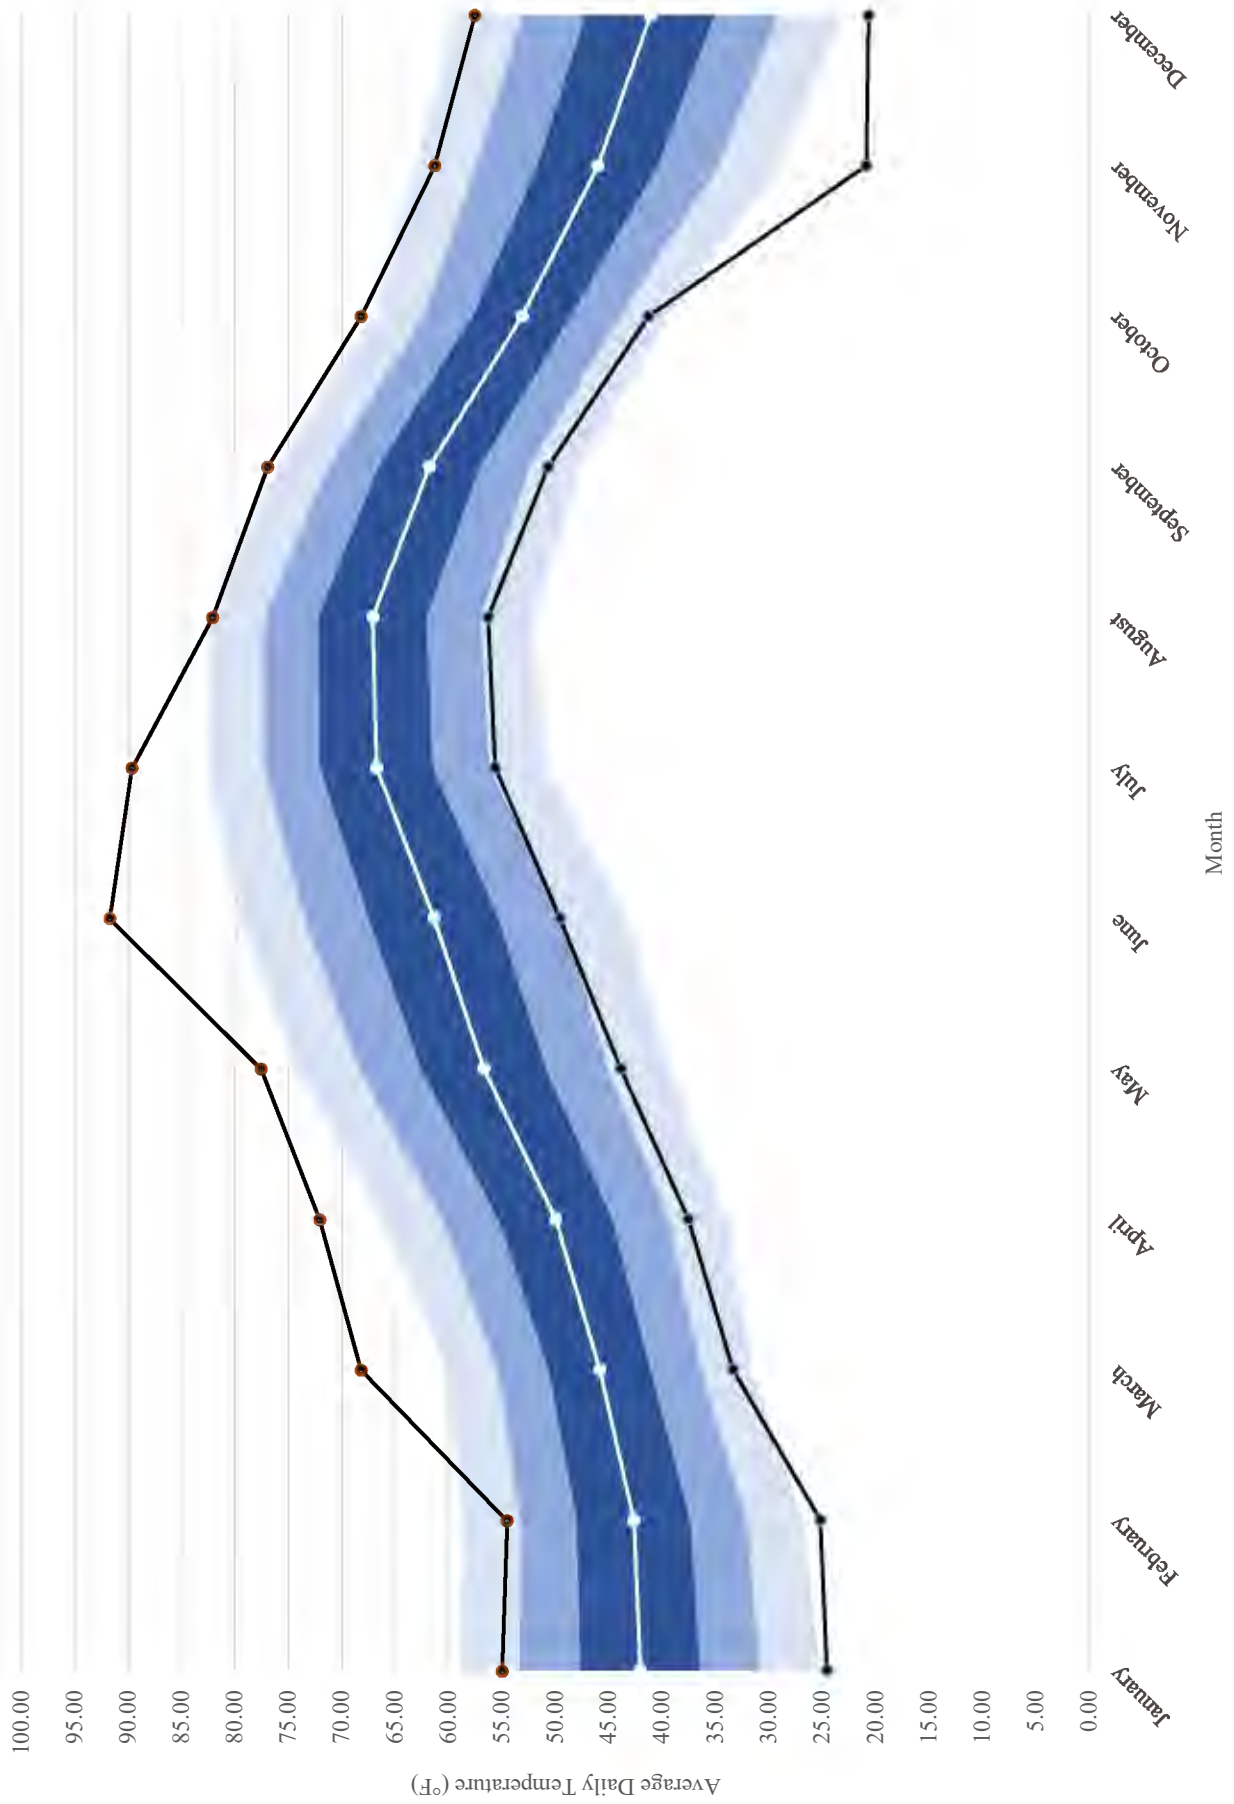 100.00
95.00
90.00
85.00
80.00
75.00
70.00
65.00
60.00
55.00
50.00
45.00
40.00
35.00
30.00
25.00
20.00
15.00
10.00
5.00
0.00
Average Daily Temperature (°F)
January
February
March
April
May
June
July
August
September
October
November
December
Month